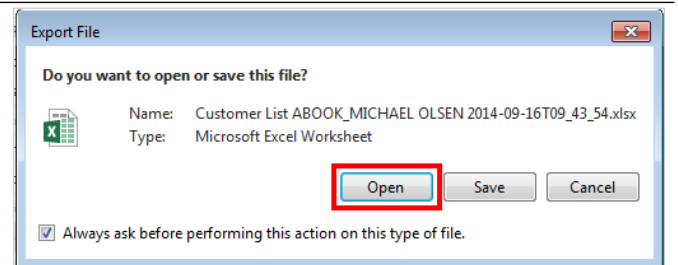 Export File
Do you want to open or save this file?
Name: Customer List ABOOK_MICHAEL OLSEN 2014-09-16T09_43_54.xlsx
Type: Microsoft Excel Worksheet
Open Save Cancel
Always ask before performing this action on this type of file.